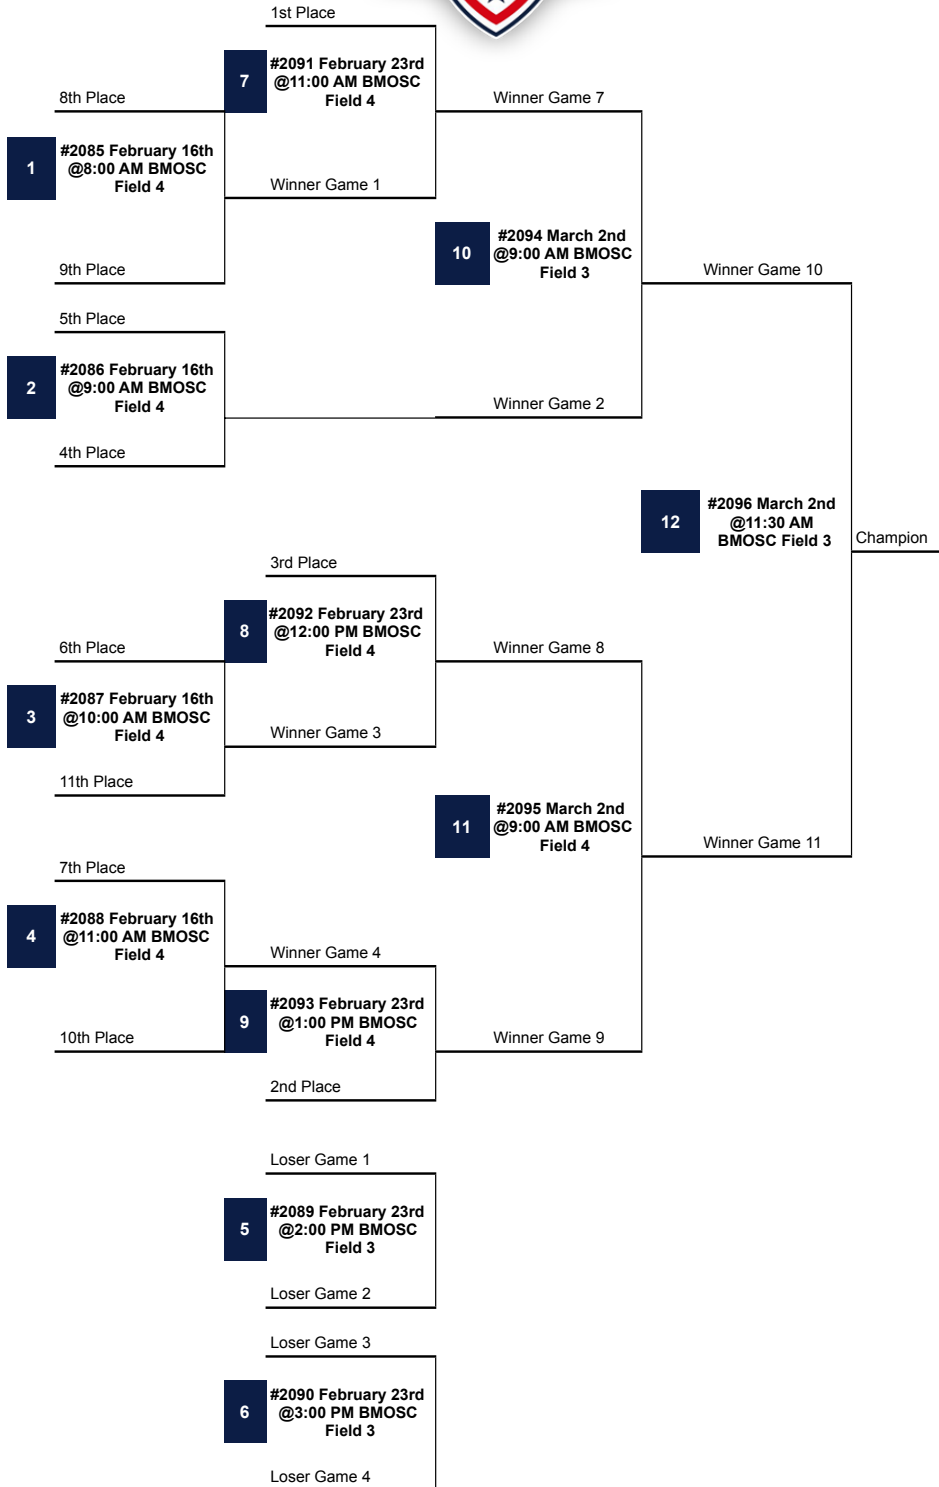 1st Place
7
#2091 February 23rd
@11:00 AM BMOSC
Field 4
8th Place
Winner Game 7
1
#2085 February 16th
@8:00 AM BMOSC
Field 4
Winner Game 1
10
#2094 March 2nd
@9:00 AM BMOSC
Field 3
9th Place
Winner Game 10
5th Place
2
#2086 February 16th
@9:00 AM BMOSC
Field 4
Winner Game 2
4th Place
12
#2096 March 2nd
@11:30 AM
BMOSC Field 3
Champion
3rd Place
8
#2092 February 23rd
@12:00 PM BMOSC
Field 4
6th Place
Winner Game 8
3
#2087 February 16th
@10:00 AM BMOSC
Field 4
Winner Game 3
11th Place
11
#2095 March 2nd
@9:00 AM BMOSC
Field 4
Winner Game 11
7th Place
4
#2088 February 16th
@11:00 AM BMOSC
Field 4
Winner Game 4
9
#2093 February 23rd
@1:00 PM BMOSC
Field 4
10th Place
Winner Game 9
2nd Place
Loser Game 1
5
#2089 February 23rd
@2:00 PM BMOSC
Field 3
Loser Game 2
Loser Game 3
6
#2090 February 23rd
@3:00 PM BMOSC
Field 3
Loser Game 4